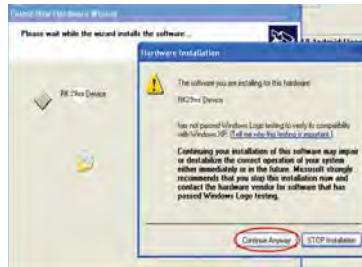 Found New Hardware Wizard
Please wait while the wizard installs the software...
RK29xx Device
Hardware Installation
The software you are installing for this hardware:
RK29xx Device
has not passed Windows Logo testing to verify its compatibility
with Windows XP. (Tell me why this testing is important.)
Continuing your installation of this software may impair
or destabilize the correct operation of your system
either immediately or in the future. Microsoft strongly
recommends that you stop this installation now and
contact the hardware vendor for software that has
passed Windows Logo testing.
Continue Anyway
STOP Installation